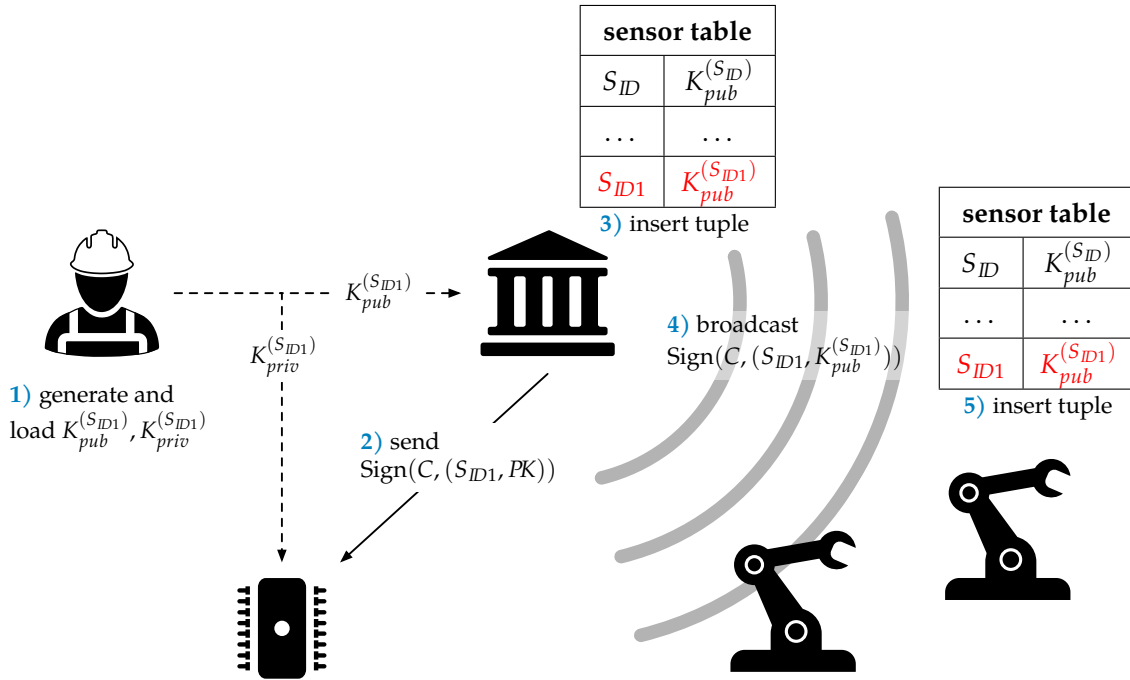 sensor table
S_ID K_pub^(S_ID)
... ...
S_ID1 K_pub^(S_ID1)
3) insert tuple
sensor table
S_ID K_pub^(S_ID)
... ...
S_ID1 K_pub^(S_ID1)
5) insert tuple
K_pub^(S_ID1)
K_priv^(S_ID1)
1) generate and
load K_pub^(S_ID1), K_priv^(S_ID1)
2) send
Sign(C, (S_ID1, PK))
4) broadcast
Sign(C, (S_ID1, K_pub^(S_ID1)))